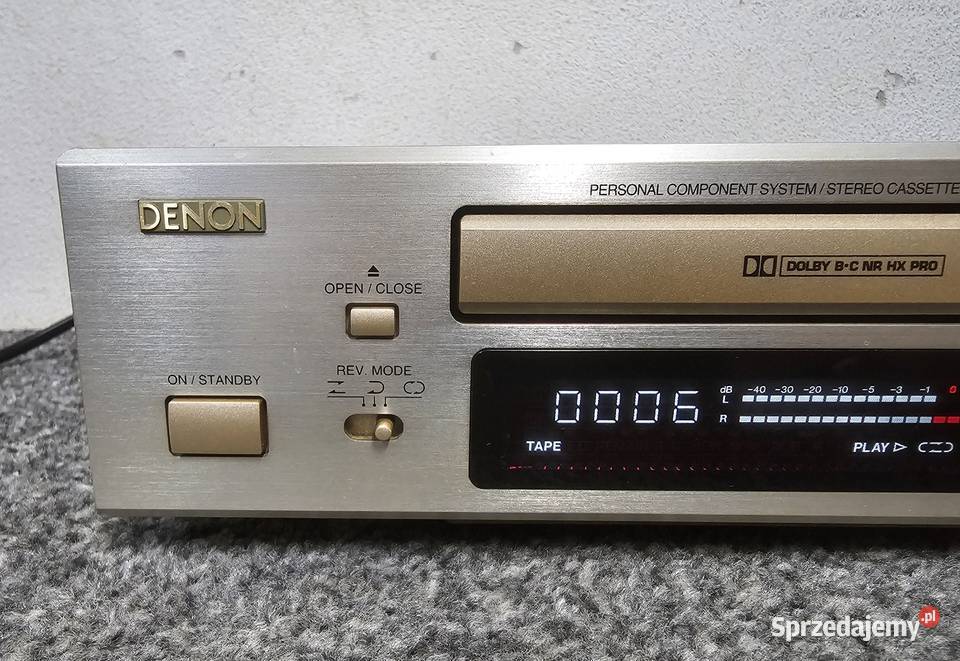 PERSONAL COMPONENT SYSTEM / STEREO CASSETTE
DENON
DOLBY B•C NR HX PRO
OPEN / CLOSE
REV. MODE
ON / STANDBY
dB -40 -30 -20 -10 -5 -3 -1 0
L
0006
R
TAPE
PLAY
Sprzedajemy.pl